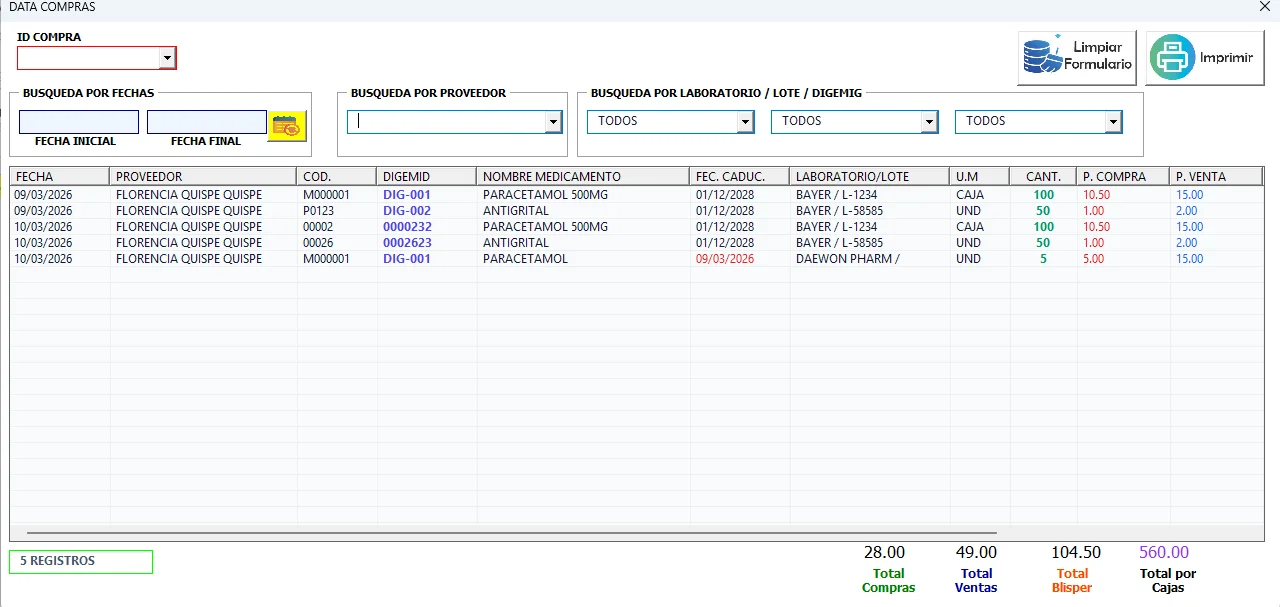 DATA COMPRAS
ID COMPRA
Limpiar
Formulario
Imprimir
BUSQUEDA POR FECHAS
FECHA INICIAL FECHA FINAL
BUSQUEDA POR PROVEEDOR
BUSQUEDA POR LABORATORIO / LOTE / DIGEMIG
TODOS TODOS TODOS
FECHA PROVEEDOR COD. DIGEMID NOMBRE MEDICAMENTO FEC. CADUC. LABORATORIO/LOTE U.M CANT. P. COMPRA P. VENTA
09/03/2026 FLORENCIA QUISPE QUISPE M000001 DIG-001 PARACETAMOL 500MG 01/12/2028 BAYER / L-1234 CAJA 100 10.50 15.00
09/03/2026 FLORENCIA QUISPE QUISPE P0123 DIG-002 ANTIGRITAL 01/12/2028 BAYER / L-58585 UND 50 1.00 2.00
10/03/2026 FLORENCIA QUISPE QUISPE 00002 0000232 PARACETAMOL 500MG 01/12/2028 BAYER / L-1234 CAJA 100 10.50 15.00
10/03/2026 FLORENCIA QUISPE QUISPE 00026 0002623 ANTIGRITAL 01/12/2028 BAYER / L-58585 UND 50 1.00 2.00
10/03/2026 FLORENCIA QUISPE QUISPE M000001 DIG-001 PARACETAMOL 09/03/2026 DAEWON PHARM / UND 5 5.00 15.00
5 REGISTROS
28.00 49.00 104.50 560.00
Total Total Total Total por
Compras Ventas Blisper Cajas